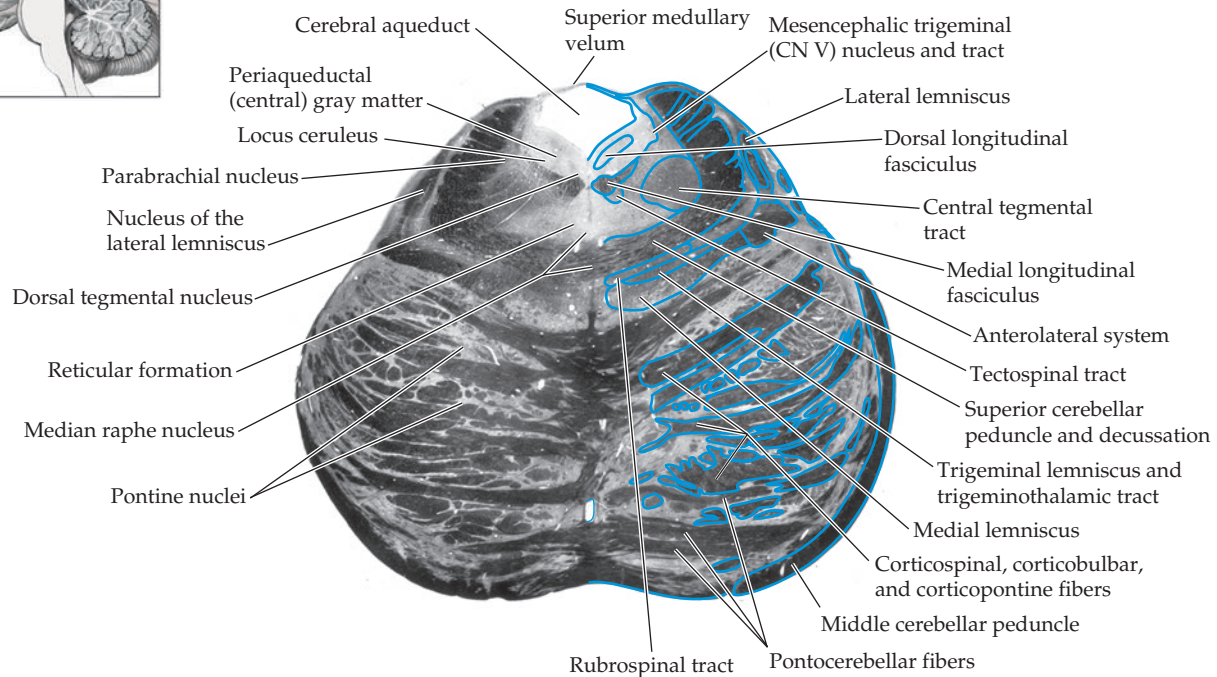 Cerebral aqueduct
Superior medullary
velum
Mesencephalic trigeminal
(CN V) nucleus and tract
Periaqueductal
(central) gray matter
Locus ceruleus
Parabrachial nucleus
Nucleus of the
lateral lemniscus
Dorsal tegmental nucleus
Reticular formation
Median raphe nucleus
Pontine nuclei
Lateral lemniscus
Dorsal longitudinal
fasciculus
Central tegmental
tract
Medial longitudinal
fasciculus
Anterolateral system
Tectospinal tract
Superior cerebellar
peduncle and decussation
Trigeminal lemniscus and
trigeminothalamic tract
Medial lemniscus
Corticospinal, corticobulbar,
and corticopontine fibers
Middle cerebellar peduncle
Pontocerebellar fibers
Rubrospinal tract